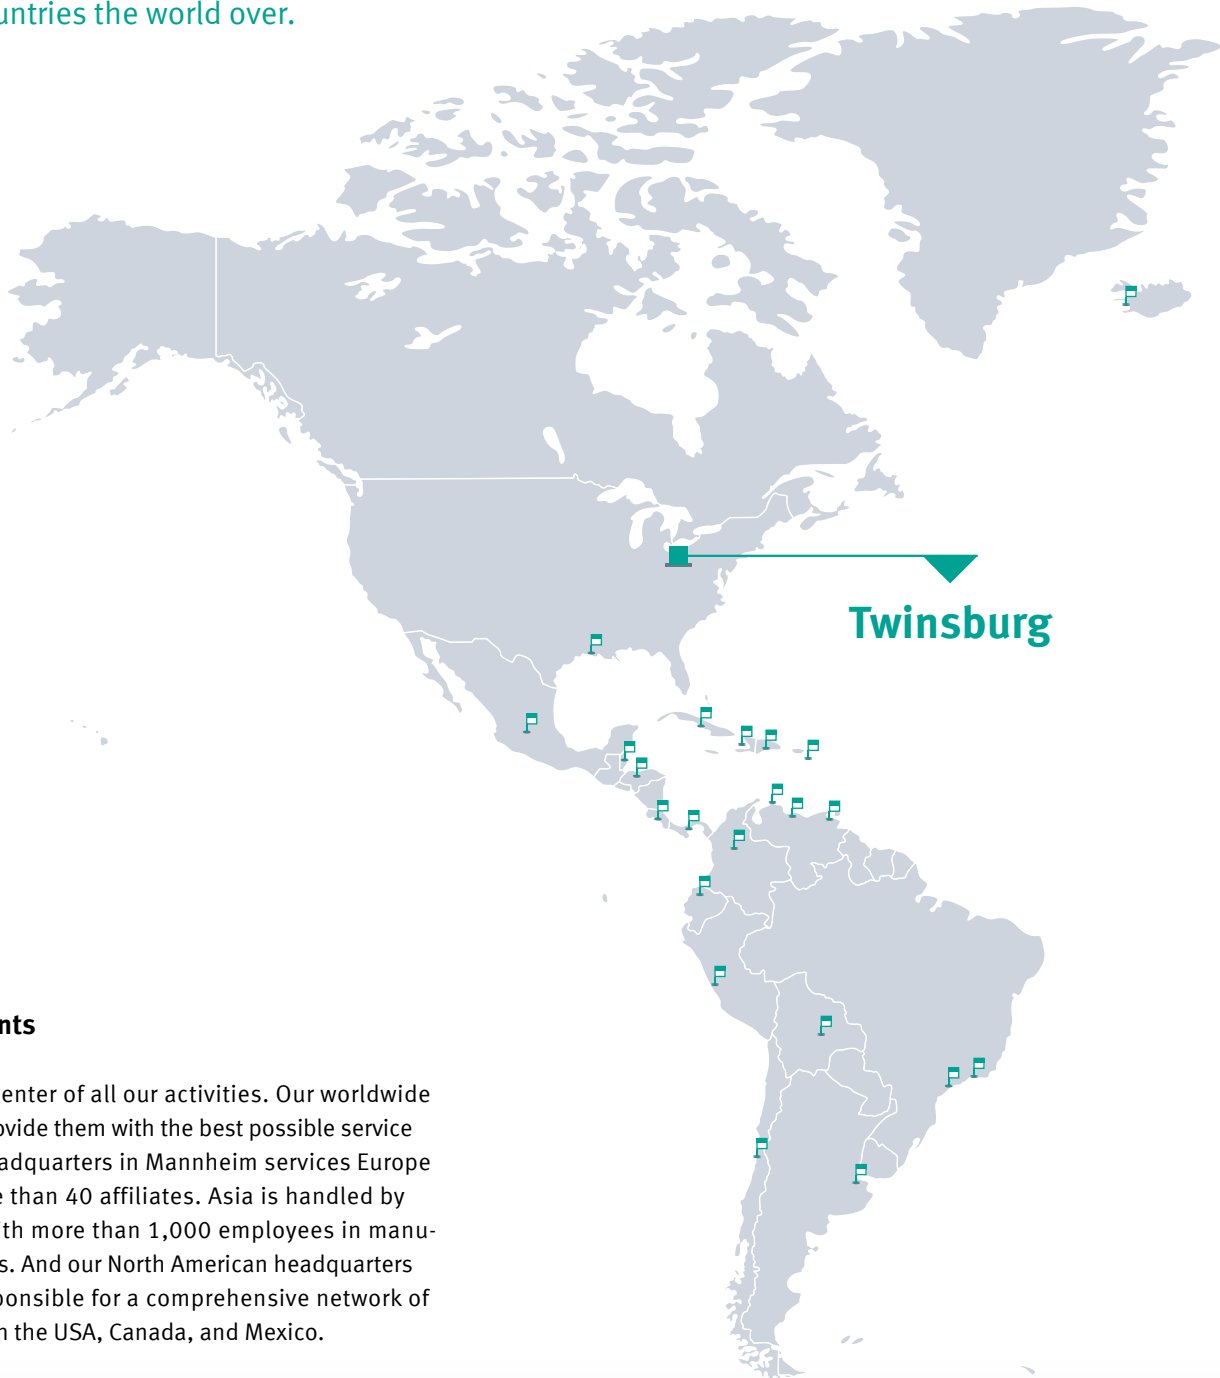 untries the world over.
Twinsburg
nts
enter of all our activities. Our worldwide
ovide them with the best possible service
adquarters in Mannheim services Europe
e than 40 affiliates. Asia is handled by
ith more than 1,000 employees in manu-
s. And our North American headquarters
ponsible for a comprehensive network of
n the USA, Canada, and Mexico.